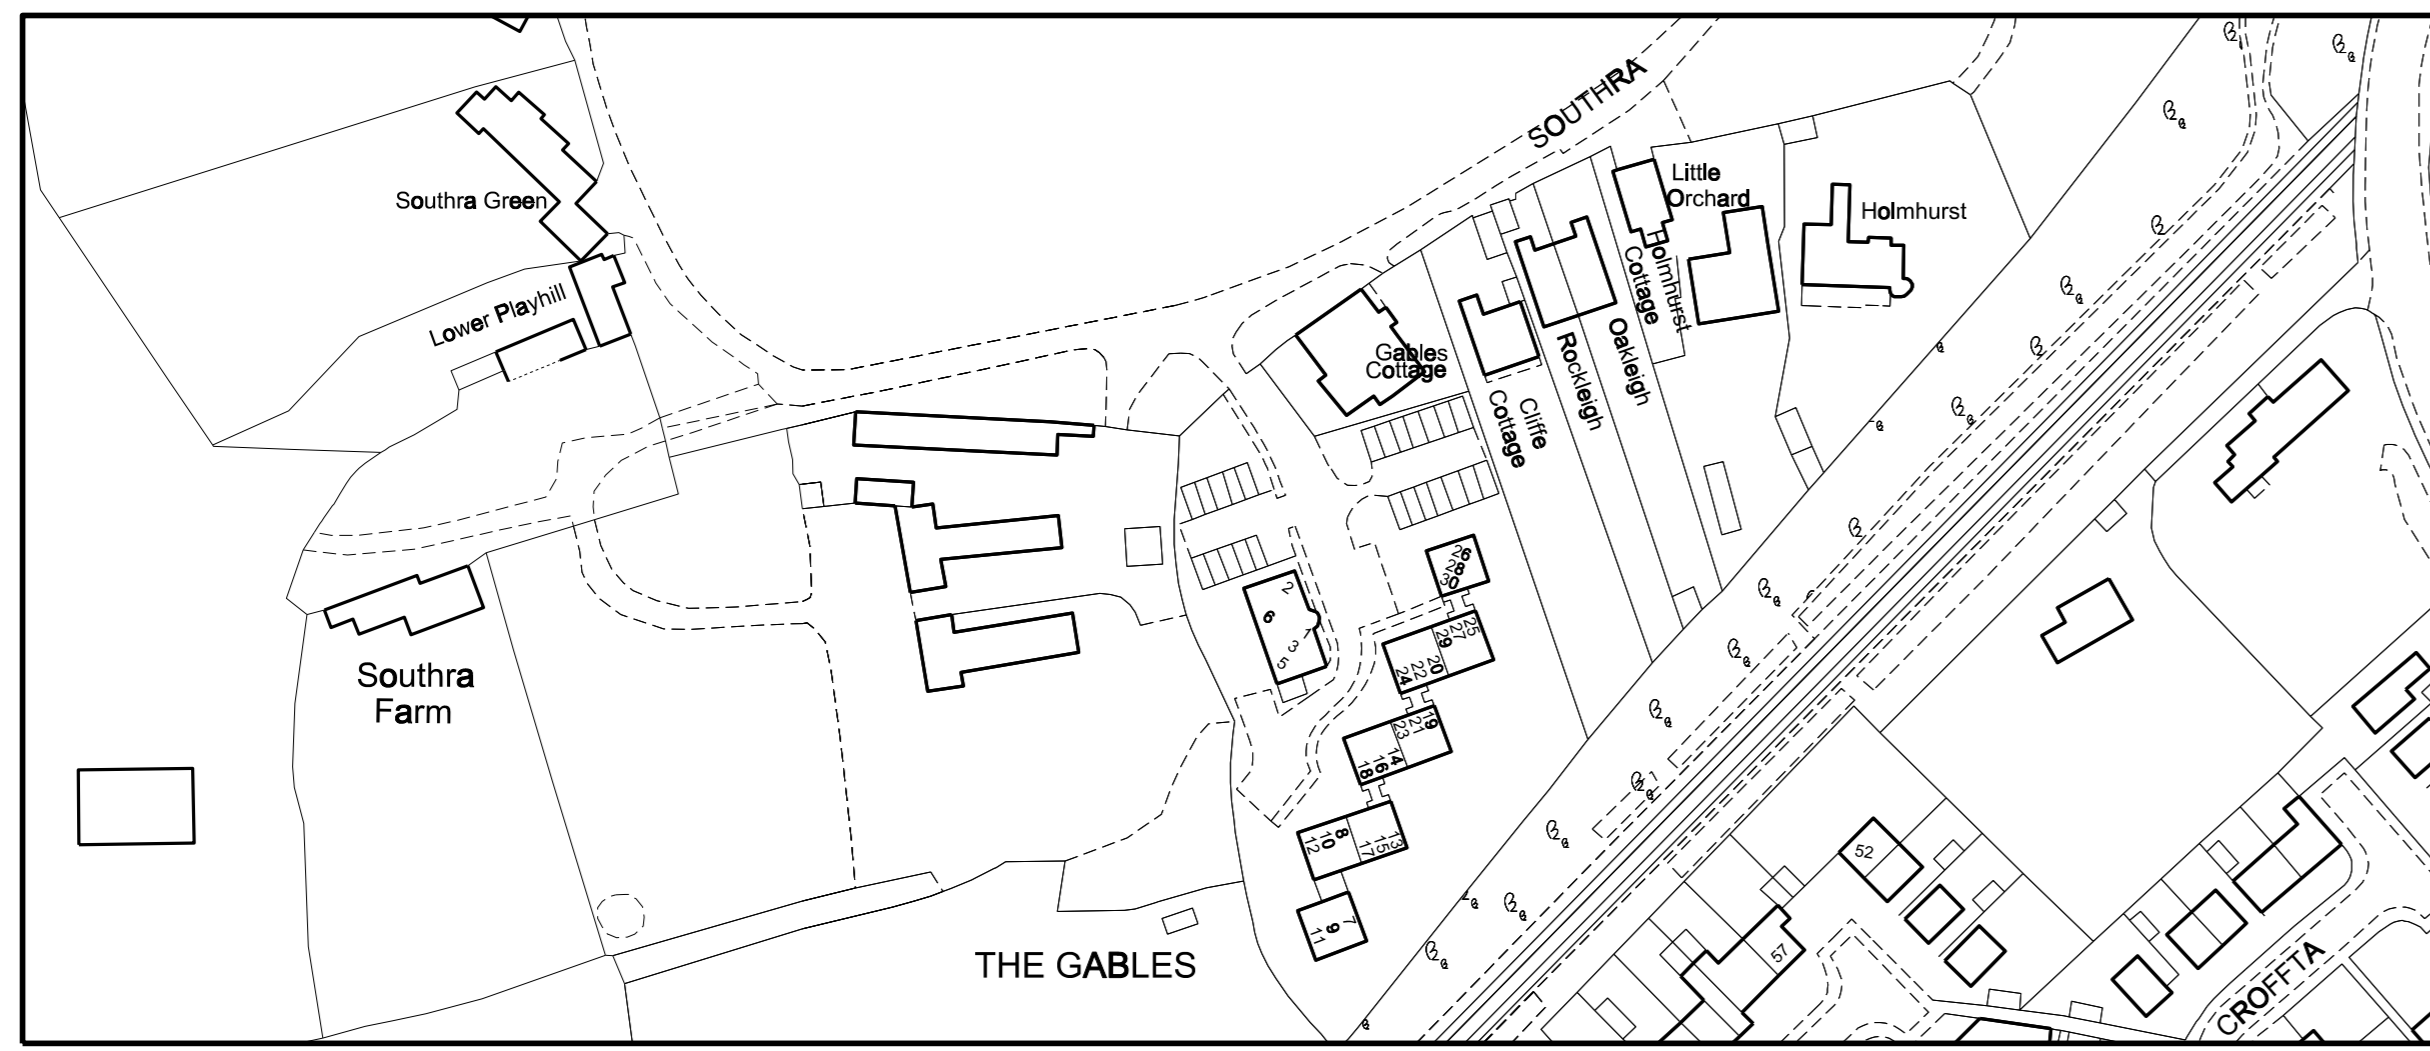 SOUTHRA
Southra Green
Lower Playhill
Little
Orchard
Holmhurst
Holmhurst
Cottage
Gables
Cottage
Oakleigh
Rockleigh
Cliffe
Cottage
26
28
30
2
6
1
3
5
25
27
29
20
22
24
Southra
Farm
19
21
23
14
16
18
8
10
12
13
15
17
7
9
11
52
57
THE GABLES
CROFFTA